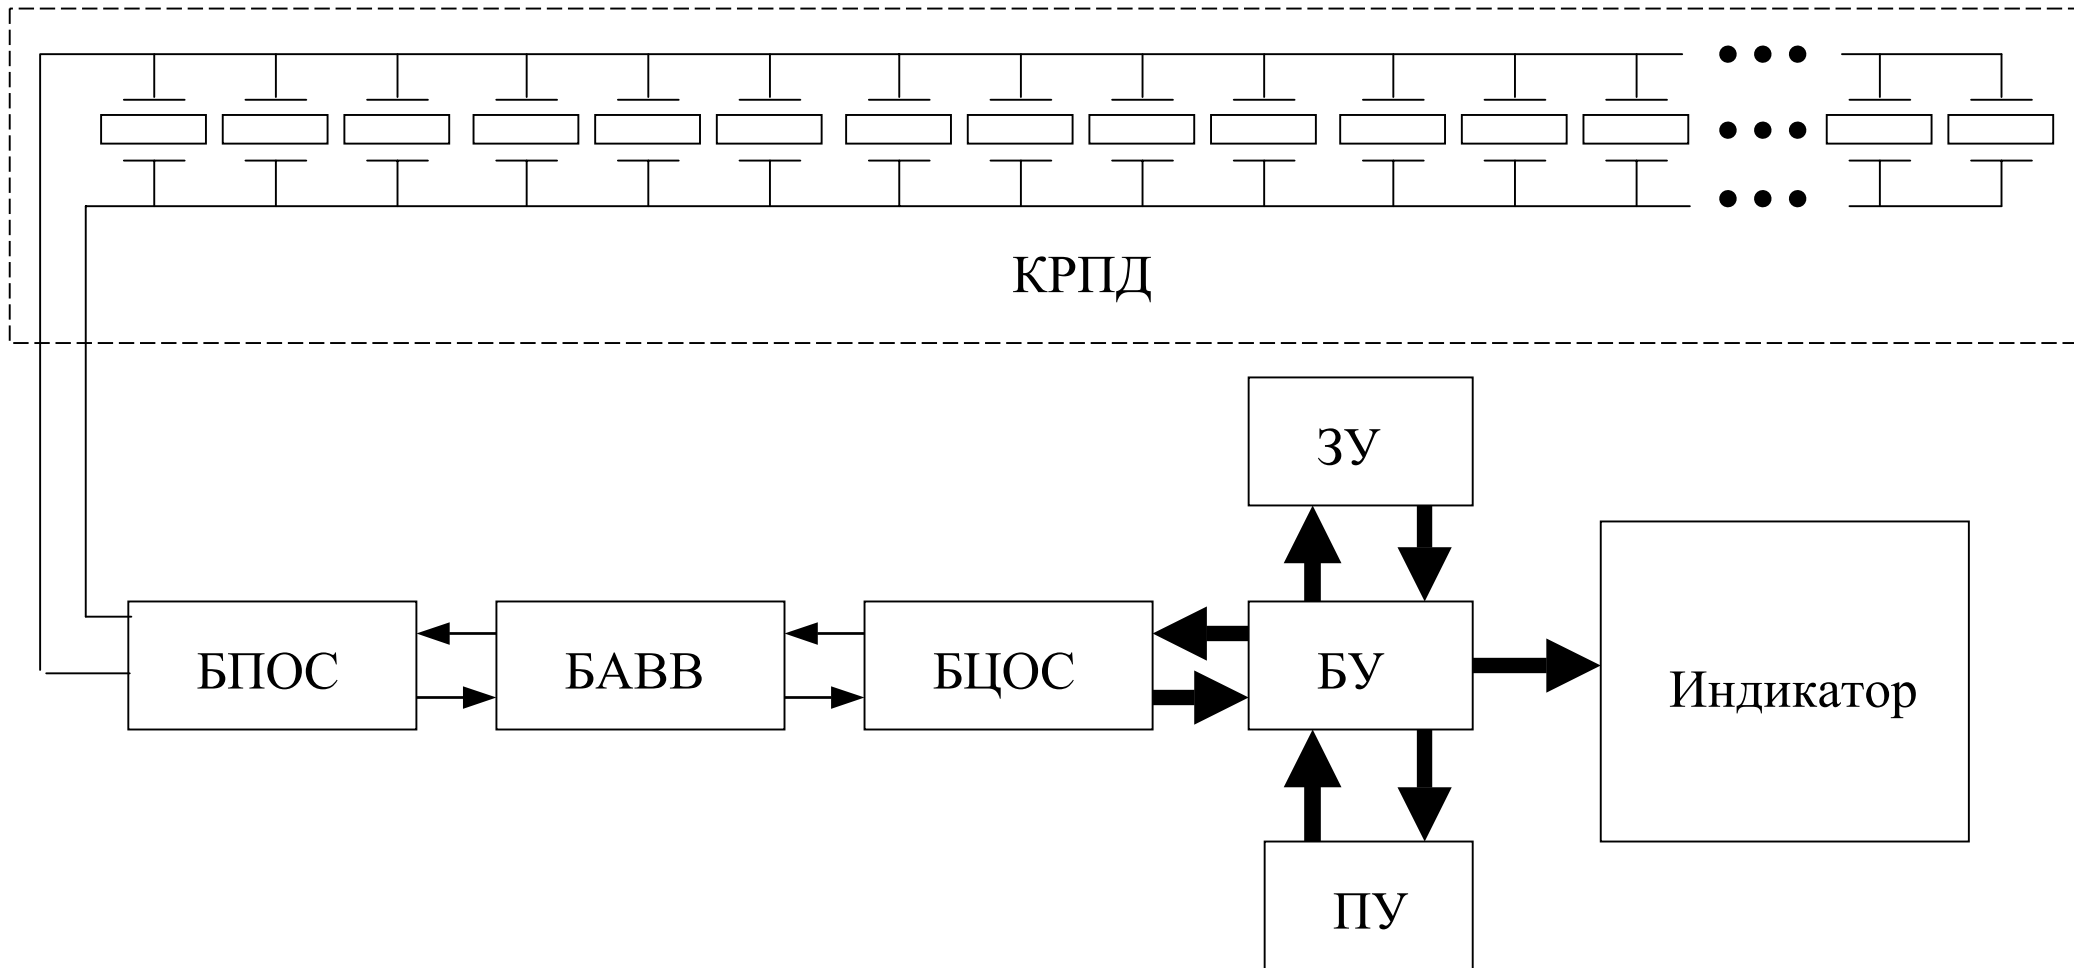 КРПД
ЗУ
БПОС
БАВВ
БЦОС
БУ
Индикатор
ПУ